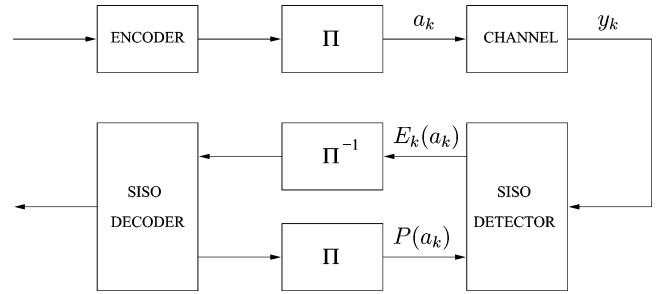 ENCODER
Π
a_k
CHANNEL
y_k
SISO
DECODER
Π⁻¹
E_k(a_k)
Π
P(a_k)
SISO
DETECTOR